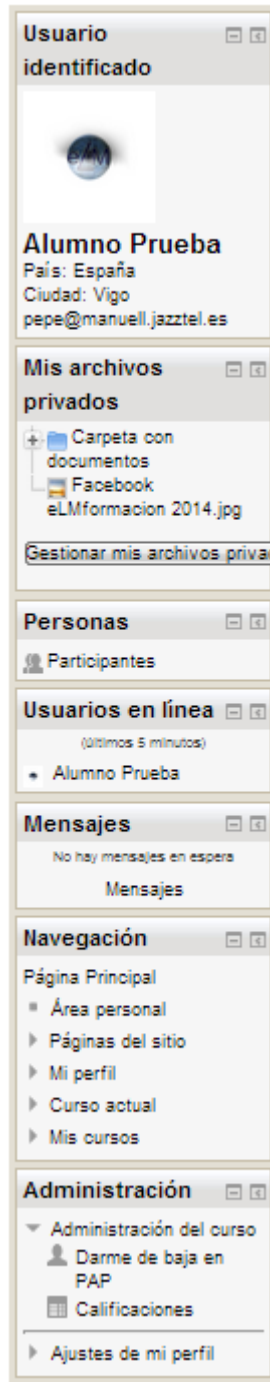 Usuario
identificado
eLM
Alumno Prueba
País: España
Ciudad: Vigo
pepe@manuell.jazztel.es
Mis archivos
privados
Carpeta con
documentos
Facebook
eLMformacion 2014.jpg
Gestionar mis archivos priva
Personas
Participantes
Usuarios en línea
(últimos 5 minutos)
Alumno Prueba
Mensajes
No hay mensajes en espera
Mensajes
Navegación
Página Principal
Área personal
Páginas del sitio
Mi perfil
Curso actual
Mis cursos
Administración
Administración del curso
Darme de baja en
PAP
Calificaciones
Ajustes de mi perfil